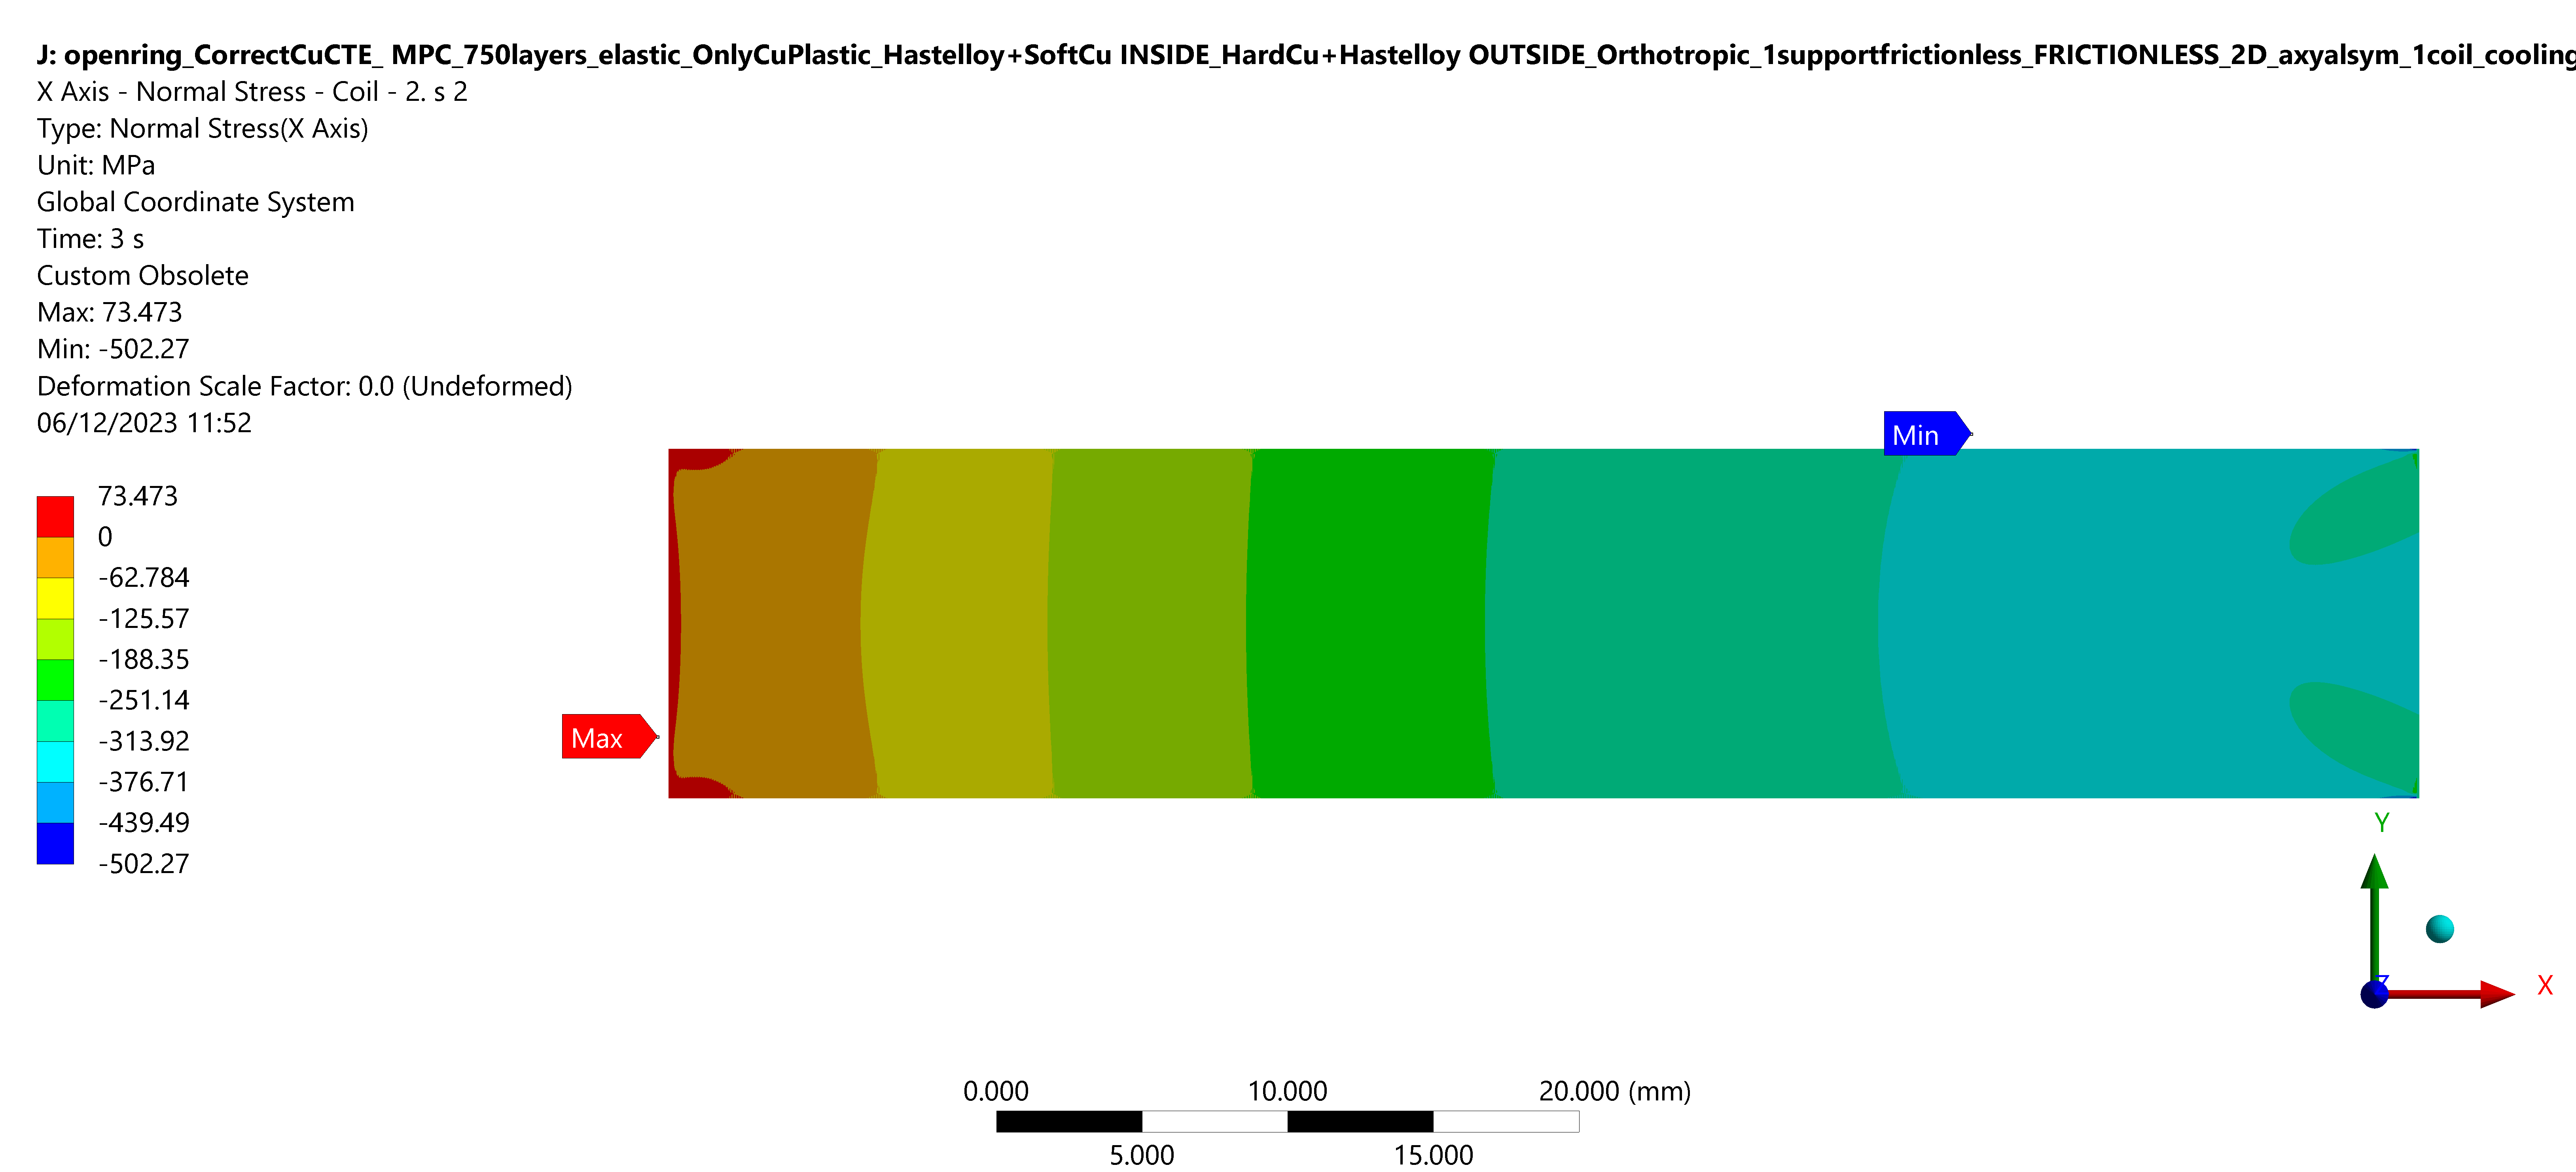 J: openring_CorrectCuCTE_ MPC_750layers_elastic_OnlyCuPlastic_Hastelloy+SoftCu INSIDE_HardCu+Hastelloy OUTSIDE_Orthotropic_1supportfrictionless_FRICTIONLESS_2D_axyalsym_1coil_cooling
X Axis - Normal Stress - Coil - 2. s 2
Type: Normal Stress(X Axis)
Unit: MPa
Global Coordinate System
Time: 3 s
Custom Obsolete
Max: 73.473
Min: -502.27
Deformation Scale Factor: 0.0 (Undeformed)
06/12/2023 11:52
Min
73.473
0
-62.784
-125.57
-188.35
-251.14
-313.92
-376.71
-439.49
-502.27
Max
Y
Z
X
0.000 10.000 20.000 (mm)
5.000 15.000